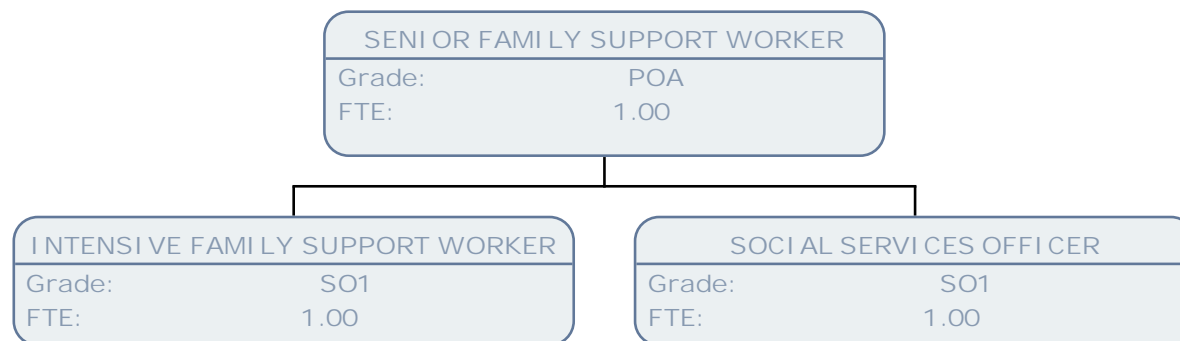 SENIOR FAMILY SUPPORT WORKER
Grade: POA
FTE: 1.00
INTENSIVE FAMILY SUPPORT WORKER
Grade: SO1
FTE: 1.00
SOCIAL SERVICES OFFICER
Grade: SO1
FTE: 1.00